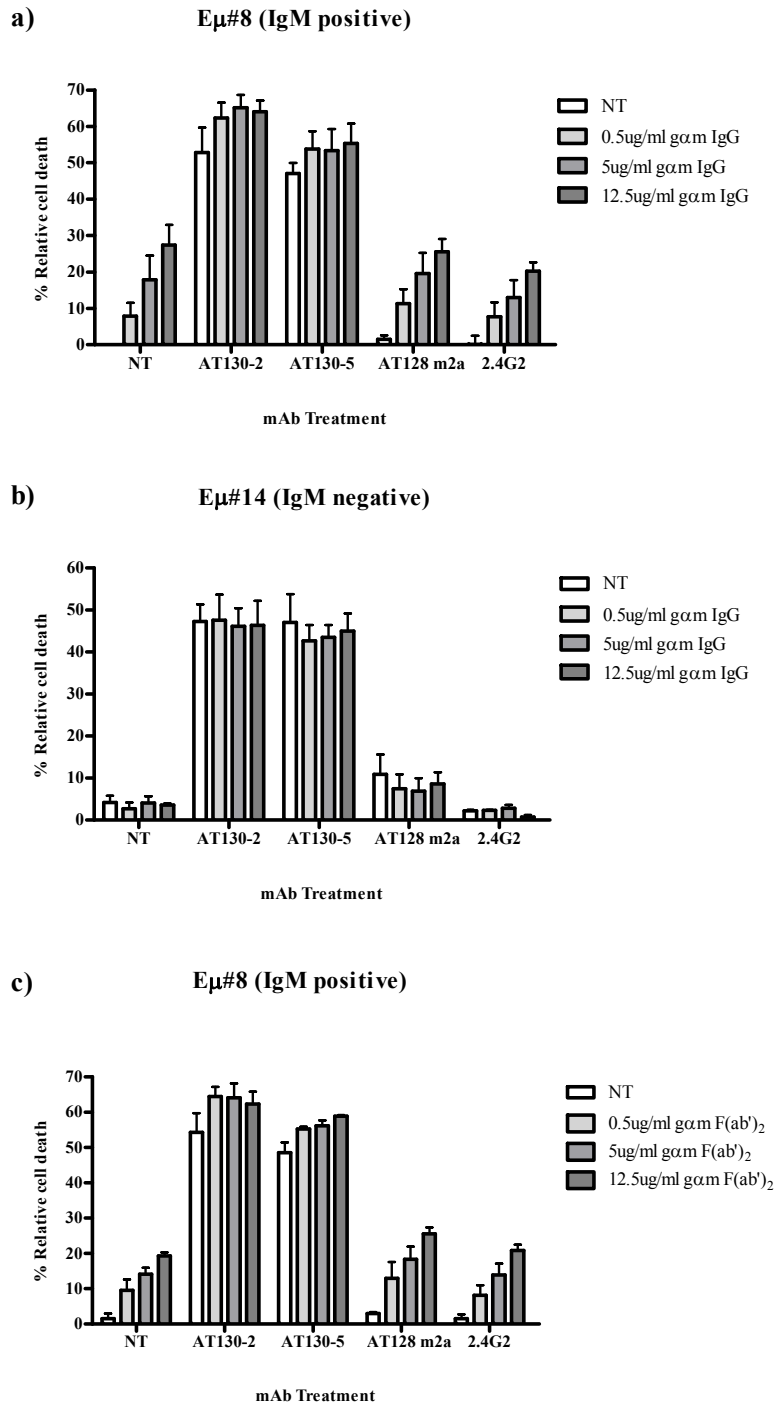 a)
Eμ#8 (IgM positive)
70
60
50
40
30
20
10
0
% Relative cell death
NT AT130-2 AT130-5 AT128 m2a 2.4G2
mAb Treatment
NT
0.5ug/ml gαm IgG
5ug/ml gαm IgG
12.5ug/ml gαm IgG
b)
Eμ#14 (IgM negative)
60
50
40
30
20
10
0
% Relative cell death
NT AT130-2 AT130-5 AT128 m2a 2.4G2
mAb Treatment
NT
0.5ug/ml gαm IgG
5ug/ml gαm IgG
12.5ug/ml gαm IgG
c)
Eμ#8 (IgM positive)
70
60
50
40
30
20
10
0
% Relative cell death
NT AT130-2 AT130-5 AT128 m2a 2.4G2
mAb Treatment
NT
0.5ug/ml gαm F(ab')₂
5ug/ml gαm F(ab')₂
12.5ug/ml gαm F(ab')₂